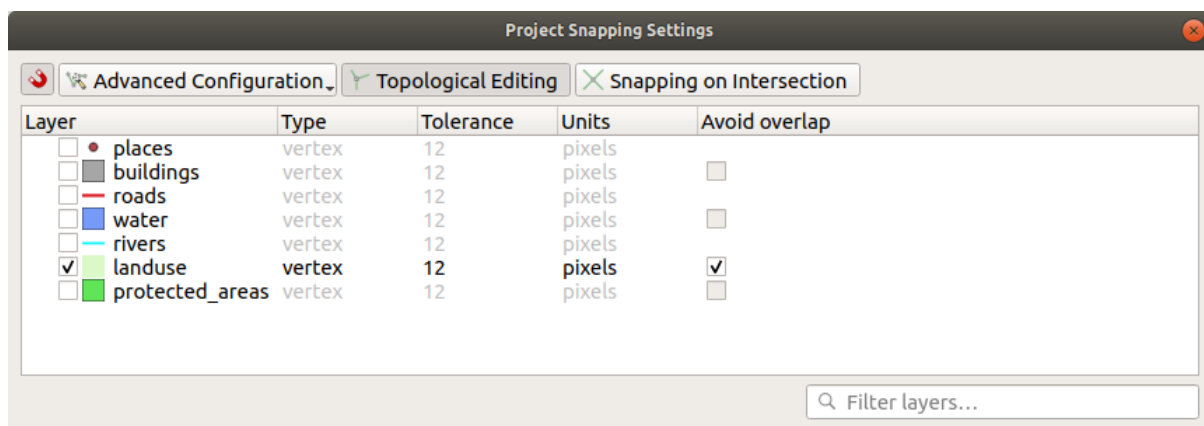 Project Snapping Settings
Advanced Configuration Topological Editing Snapping on Intersection
Layer Type Tolerance Units Avoid overlap
places vertex 12 pixels
buildings vertex 12 pixels
roads vertex 12 pixels
water vertex 12 pixels
rivers vertex 12 pixels
landuse vertex 12 pixels
protected_areas vertex 12 pixels
Filter layers...